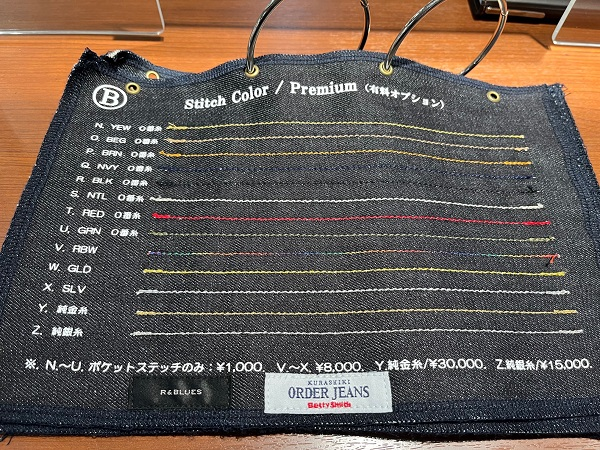 B
Stitch Color / Premium (有料オプション)
N. YEW 0番糸
O. BEG 0番糸
P. BRN 0番糸
Q. NVY 0番糸
R. BLK 0番糸
S. NTL 0番糸
T. RED 0番糸
U. GRN 0番糸
V. RBW
W. GLD
X. SLV
Y. 純金糸
Z. 純銀糸
※. N.〜U. ポケットステッチのみ:¥1,000. V.〜X. ¥8,000. Y.純金糸/¥30,000. Z.純銀糸/¥15,000.
R&BLUES
KURASHIKI
ORDER JEANS
Betty Smith